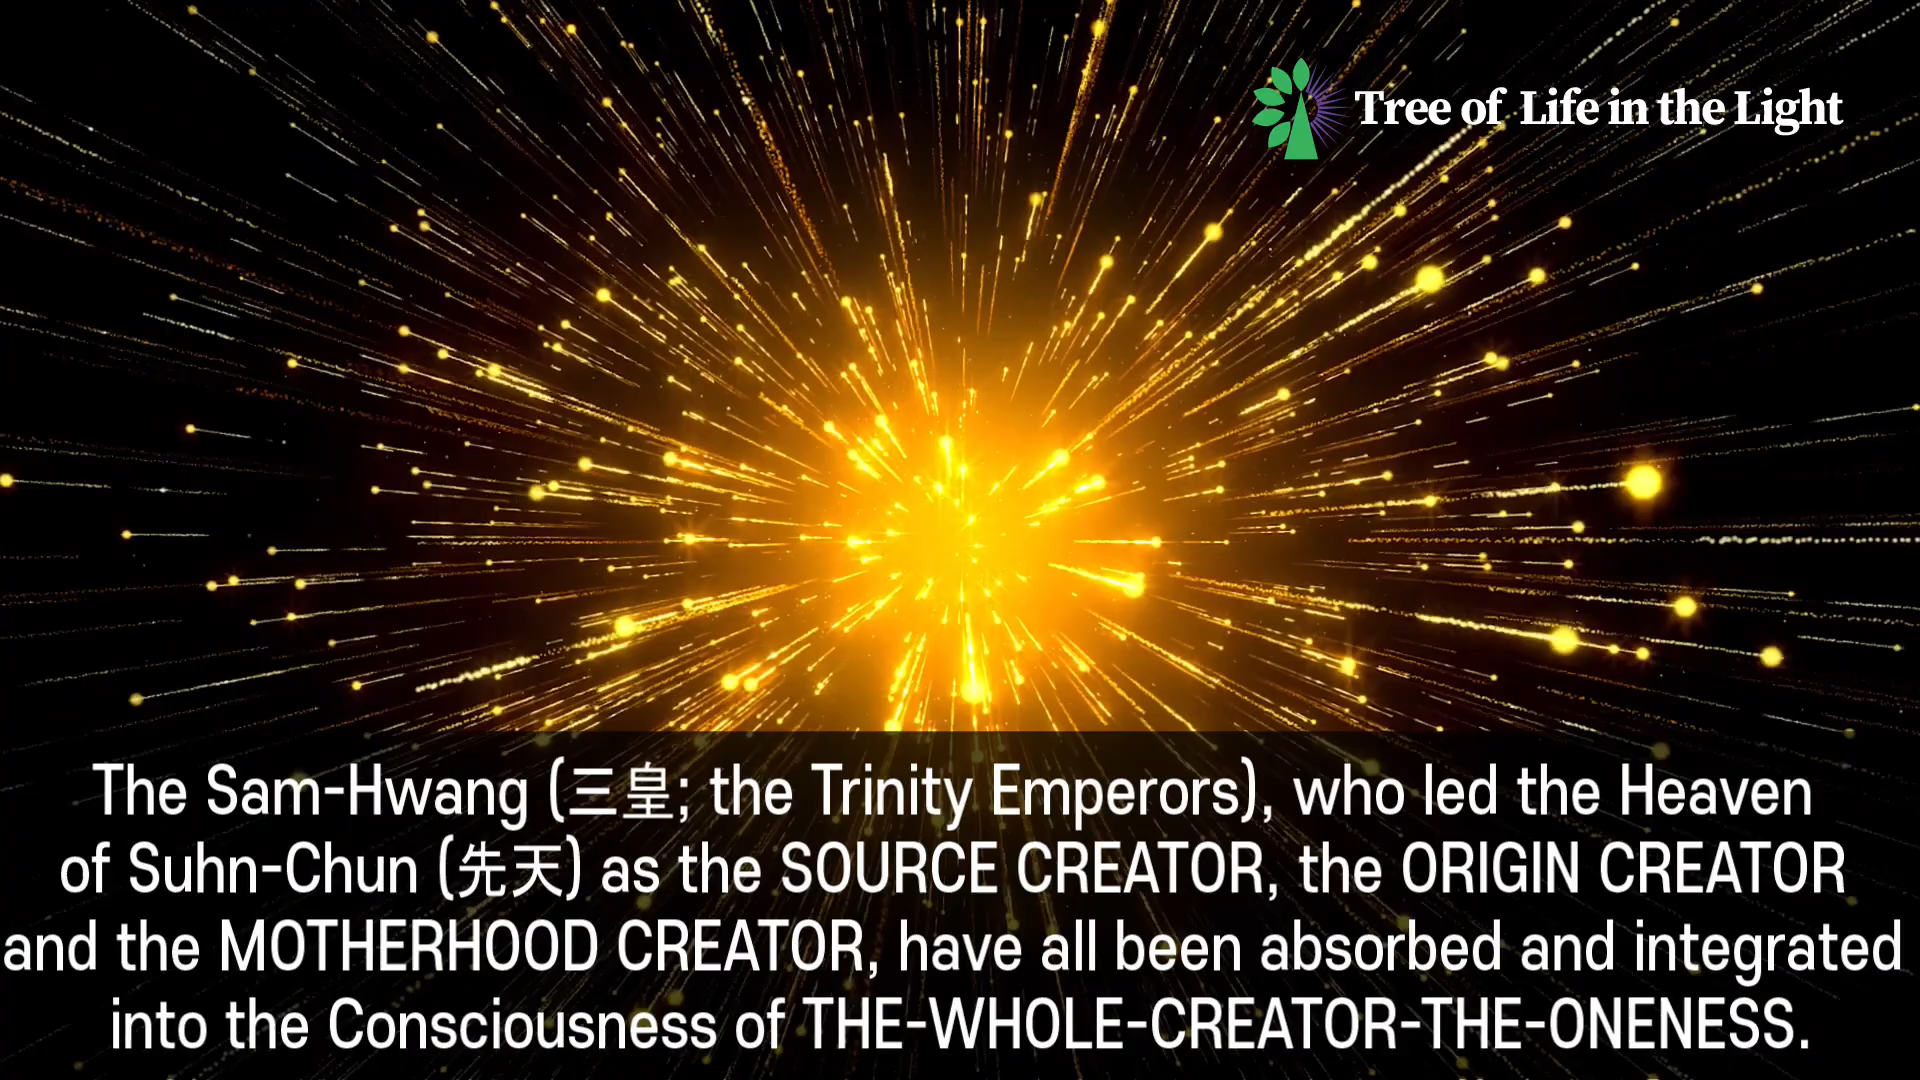 Tree of Life in the Light
The Sam-Hwang (三皇; the Trinity Emperors), who led the Heaven
of Suhn-Chun (先天) as the SOURCE CREATOR, the ORIGIN CREATOR
and the MOTHERHOOD CREATOR, have all been absorbed and integrated
into the Consciousness of THE-WHOLE-CREATOR-THE-ONENESS.